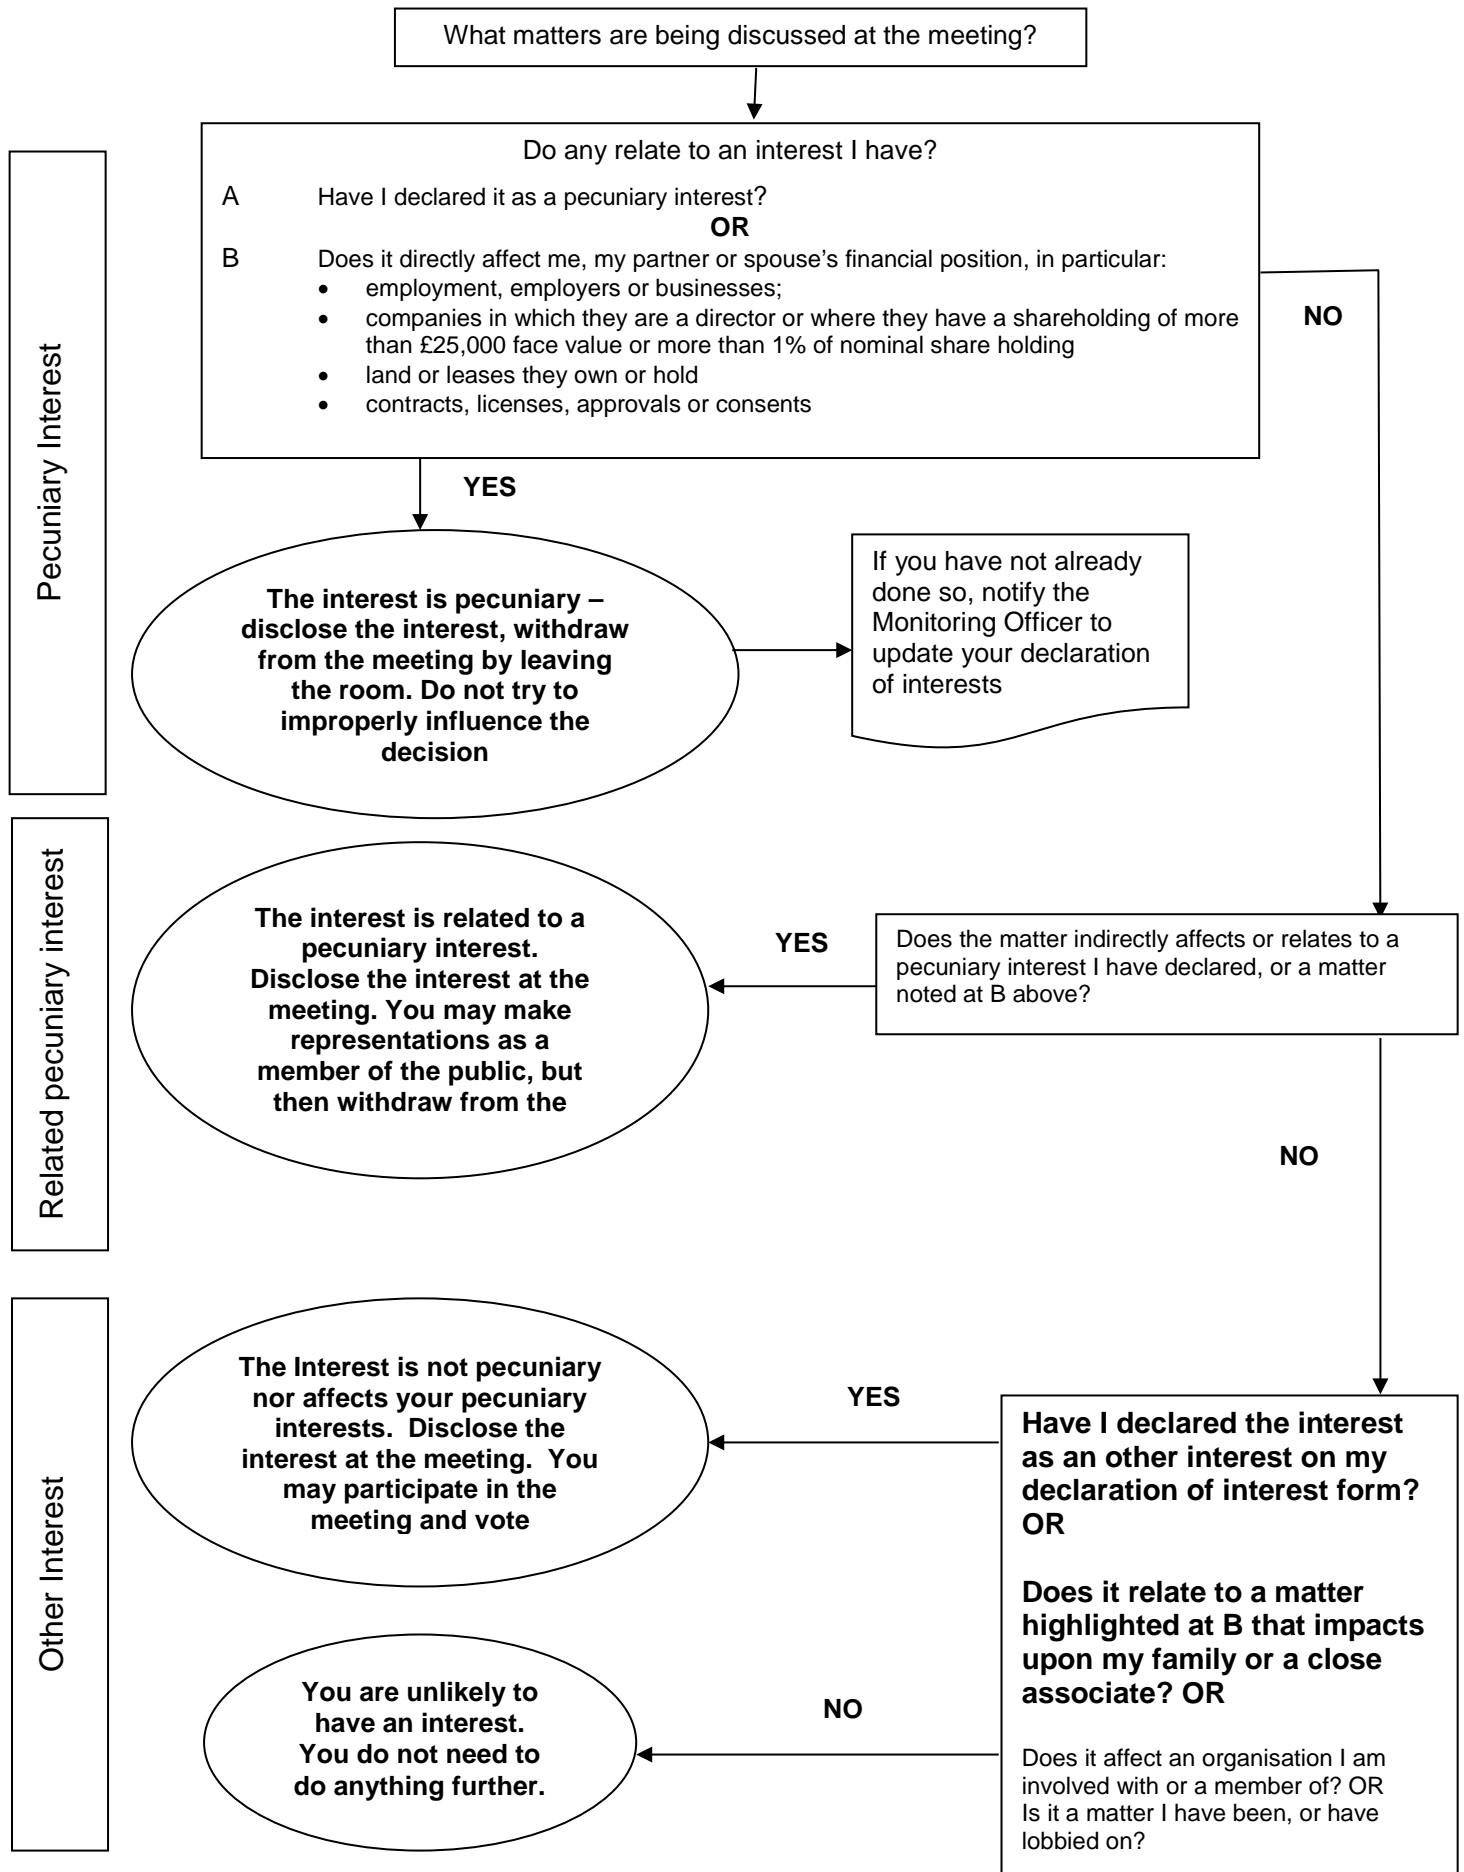 What matters are being discussed at the meeting?
Pecuniary Interest
Do any relate to an interest I have?
A Have I declared it as a pecuniary interest?
OR
B Does it directly affect me, my partner or spouse's financial position, in particular:
• employment, employers or businesses;
• companies in which they are a director or where they have a shareholding of more
than £25,000 face value or more than 1% of nominal share holding
• land or leases they own or hold
• contracts, licenses, approvals or consents
NO
YES
The interest is pecuniary –
disclose the interest, withdraw
from the meeting by leaving
the room. Do not try to
improperly influence the
decision
If you have not already
done so, notify the
Monitoring Officer to
update your declaration
of interests
Related pecuniary interest
The interest is related to a
pecuniary interest.
Disclose the interest at the
meeting. You may make
representations as a
member of the public, but
then withdraw from the
YES
Does the matter indirectly affects or relates to a
pecuniary interest I have declared, or a matter
noted at B above?
NO
Other Interest
The Interest is not pecuniary
nor affects your pecuniary
interests. Disclose the
interest at the meeting. You
may participate in the
meeting and vote
YES
Have I declared the interest
as an other interest on my
declaration of interest form?
OR
Does it relate to a matter
highlighted at B that impacts
upon my family or a close
associate? OR
Does it affect an organisation I am
involved with or a member of? OR
Is it a matter I have been, or have
lobbied on?
NO
You are unlikely to
have an interest.
You do not need to
do anything further.